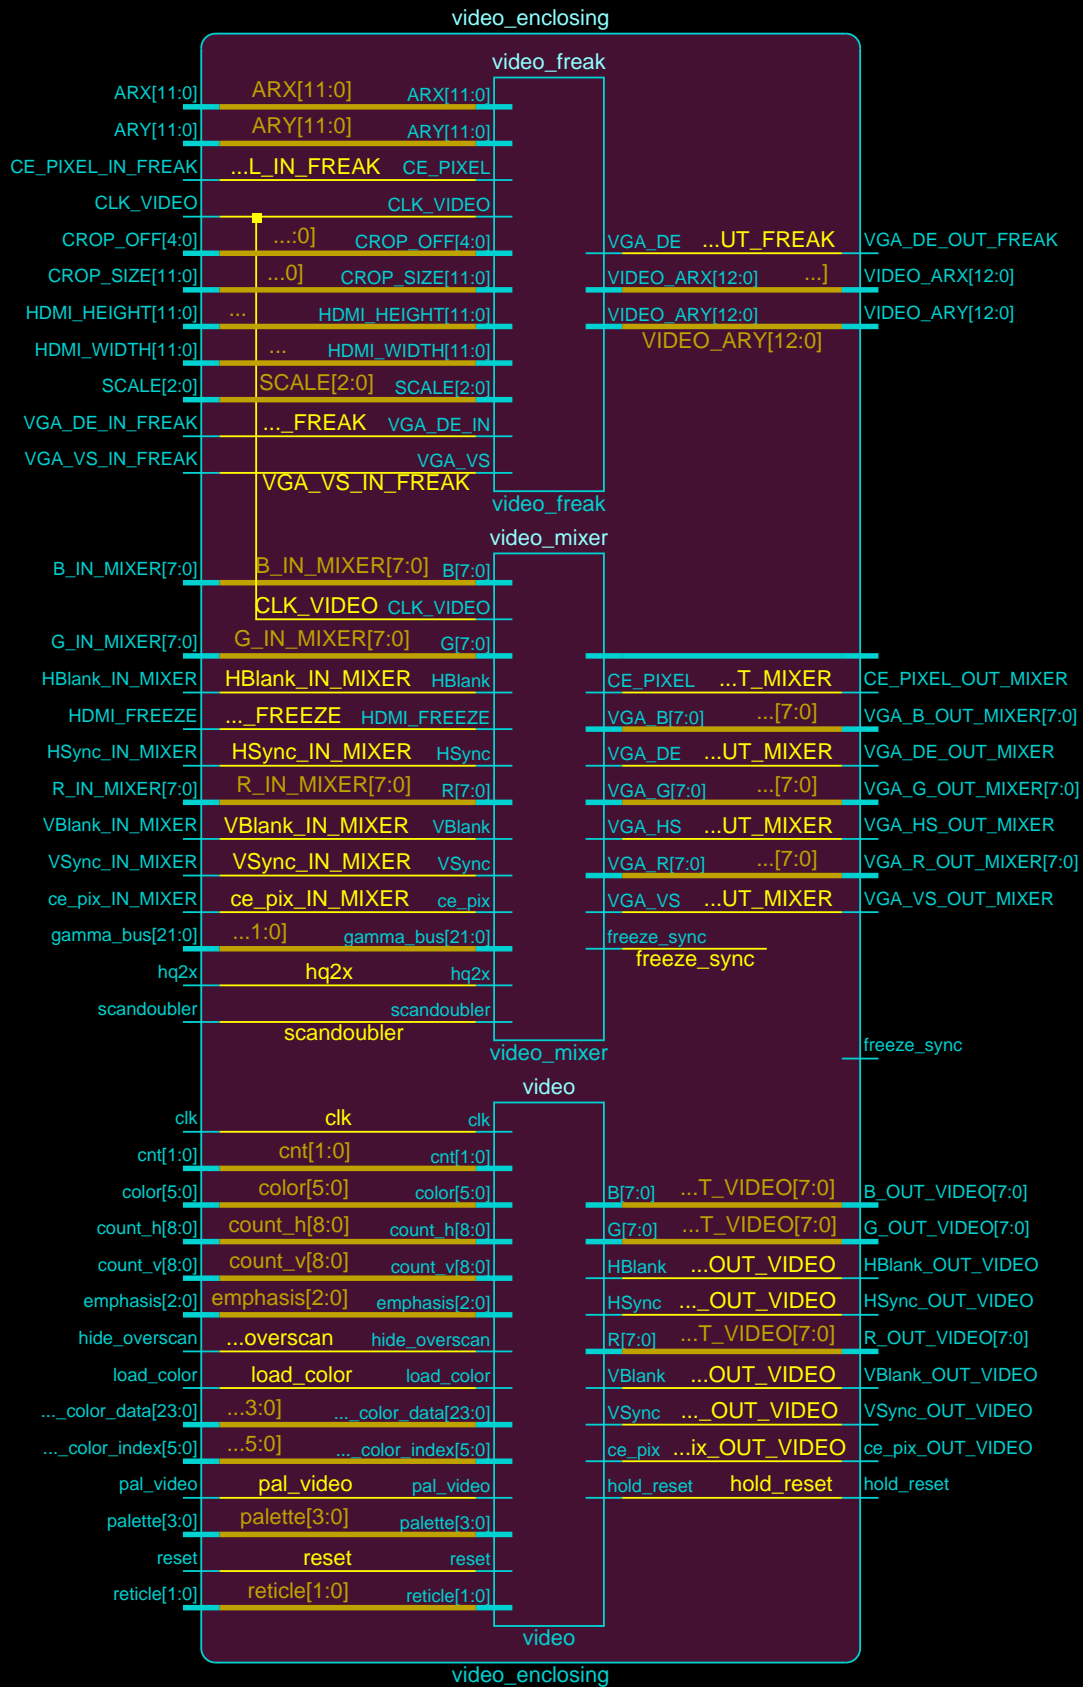 video_enclosing
video_freak
ARX[11:0] ARX[11:0] ARX[11:0]
ARY[11:0] ARY[11:0] ARY[11:0]
CE_PIXEL_IN_FREAK ...L_IN_FREAK CE_PIXEL
CLK_VIDEO CLK_VIDEO
CROP_OFF[4:0] ...:0] CROP_OFF[4:0] VGA_DE ...UT_FREAK VGA_DE_OUT_FREAK
CROP_SIZE[11:0] ...0] CROP_SIZE[11:0] VIDEO_ARX[12:0] ...] VIDEO_ARX[12:0]
HDMI_HEIGHT[11:0] ... HDMI_HEIGHT[11:0] VIDEO_ARY[12:0] VIDEO_ARY[12:0]
VIDEO_ARY[12:0]
HDMI_WIDTH[11:0] ... HDMI_WIDTH[11:0]
SCALE[2:0] SCALE[2:0] SCALE[2:0]
VGA_DE_IN_FREAK ..._FREAK VGA_DE_IN
VGA_VS_IN_FREAK VGA_VS
VGA_VS_IN_FREAK
video_freak
video_mixer
B_IN_MIXER[7:0] B_IN_MIXER[7:0] B[7:0]
CLK_VIDEO CLK_VIDEO
G_IN_MIXER[7:0] G_IN_MIXER[7:0] G[7:0]
HBlank_IN_MIXER HBlank_IN_MIXER HBlank CE_PIXEL ...T_MIXER CE_PIXEL_OUT_MIXER
HDMI_FREEZE ..._FREEZE HDMI_FREEZE VGA_B[7:0] ...[7:0] VGA_B_OUT_MIXER[7:0]
HSync_IN_MIXER HSync_IN_MIXER HSync VGA_DE ...UT_MIXER VGA_DE_OUT_MIXER
R_IN_MIXER[7:0] R_IN_MIXER[7:0] R[7:0] VGA_G[7:0] ...[7:0] VGA_G_OUT_MIXER[7:0]
VBlank_IN_MIXER VBlank_IN_MIXER VBlank VGA_HS ...UT_MIXER VGA_HS_OUT_MIXER
VSync_IN_MIXER VSync_IN_MIXER VSync VGA_R[7:0] ...[7:0] VGA_R_OUT_MIXER[7:0]
ce_pix_IN_MIXER ce_pix_IN_MIXER ce_pix VGA_VS ...UT_MIXER VGA_VS_OUT_MIXER
gamma_bus[21:0] ...1:0] gamma_bus[21:0] freeze_sync
freeze_sync
hq2x hq2x hq2x
scandoubler scandoubler
scandoubler
video_mixer
freeze_sync
video
clk clk clk
cnt[1:0] cnt[1:0] cnt[1:0]
color[5:0] color[5:0] color[5:0] B[7:0] ...T_VIDEO[7:0] B_OUT_VIDEO[7:0]
count_h[8:0] count_h[8:0] count_h[8:0] G[7:0] ...T_VIDEO[7:0] G_OUT_VIDEO[7:0]
count_v[8:0] count_v[8:0] count_v[8:0] HBlank ...OUT_VIDEO HBlank_OUT_VIDEO
emphasis[2:0] emphasis[2:0] emphasis[2:0] HSync ..._OUT_VIDEO HSync_OUT_VIDEO
hide_overscan ...overscan hide_overscan R[7:0] ...T_VIDEO[7:0] R_OUT_VIDEO[7:0]
load_color load_color load_color VBlank ...OUT_VIDEO VBlank_OUT_VIDEO
..._color_data[23:0] ...3:0] ..._color_data[23:0] VSync ..._OUT_VIDEO VSync_OUT_VIDEO
..._color_index[5:0] ...5:0] ..._color_index[5:0] ce_pix ...ix_OUT_VIDEO ce_pix_OUT_VIDEO
pal_video pal_video pal_video hold_reset hold_reset hold_reset
palette[3:0] palette[3:0] palette[3:0]
reset reset reset
reticle[1:0] reticle[1:0] reticle[1:0]
video
video_enclosing